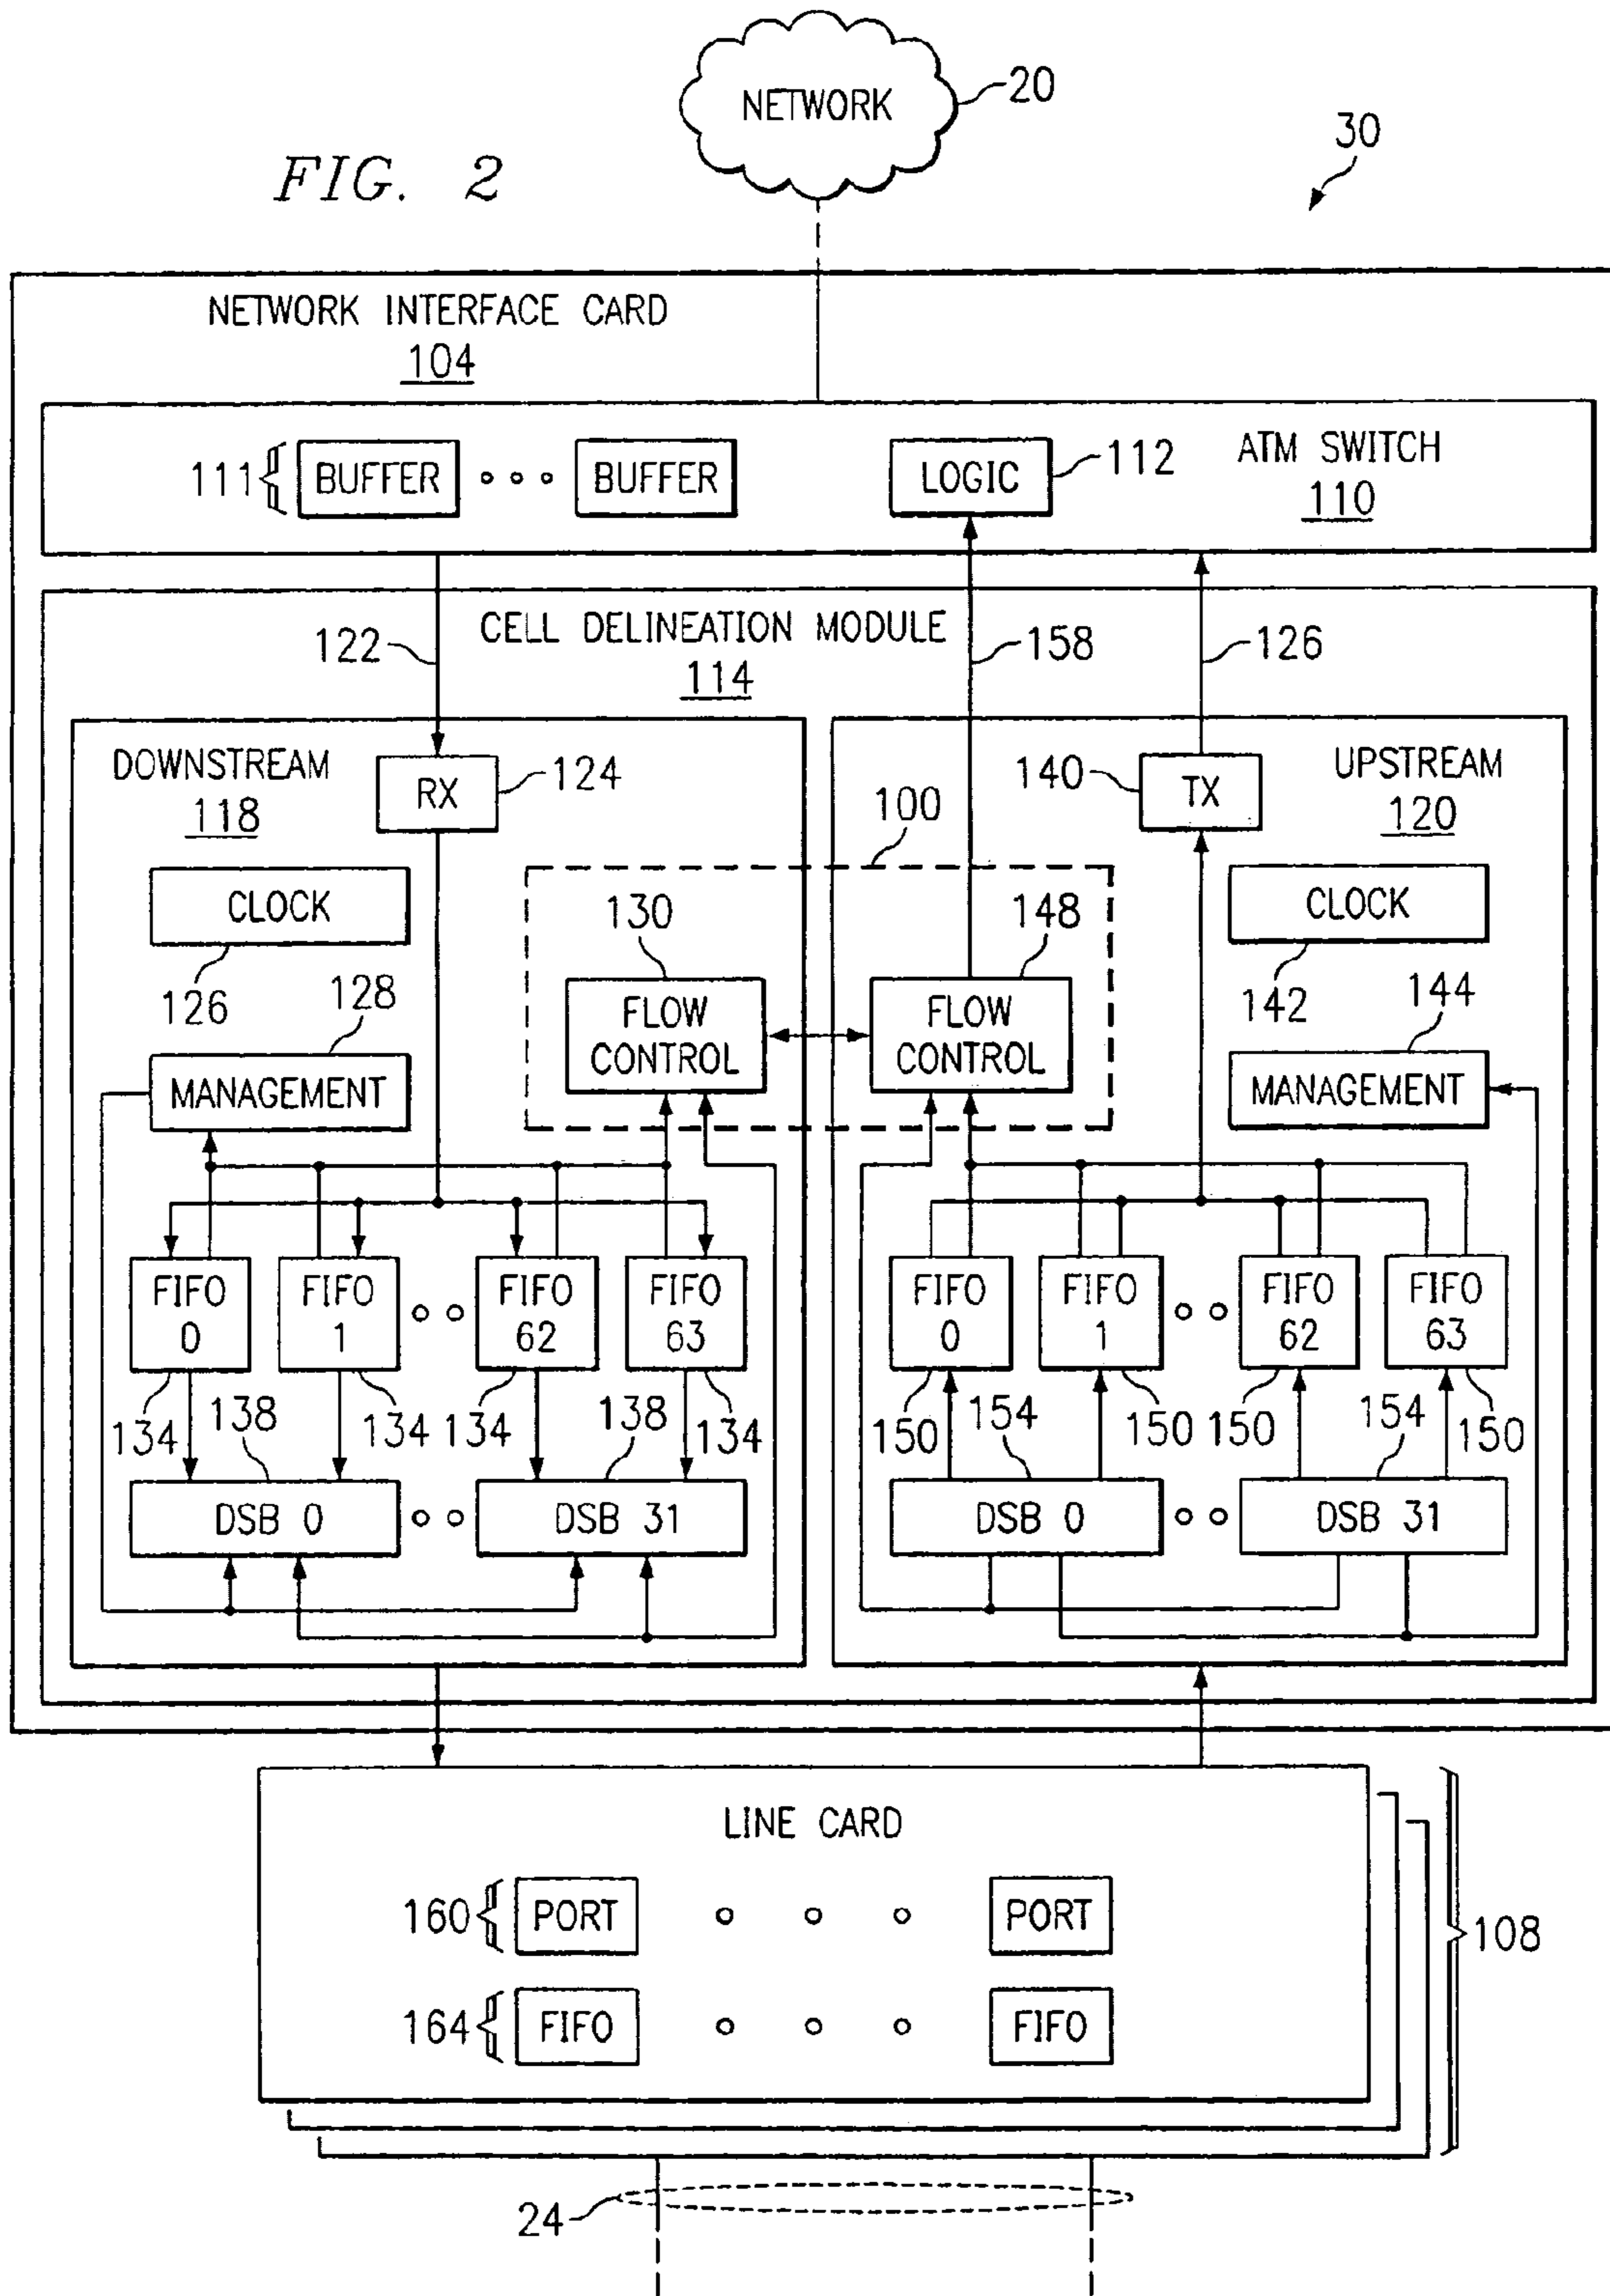 NETWORK
20
30
FIG. 2
NETWORK INTERFACE CARD
104
111
BUFFER
BUFFER
LOGIC
112
ATM SWITCH
110
CELL DELINEATION MODULE
114
122
158
126
DOWNSTREAM
118
RX
124
100
140
TX
UPSTREAM
120
CLOCK
126
130
148
CLOCK
142
128
MANAGEMENT
FLOW
CONTROL
FLOW
CONTROL
144
MANAGEMENT
FIFO
0
FIFO
1
FIFO
62
FIFO
63
FIFO
0
FIFO
1
FIFO
62
FIFO
63
134
138
134
134
138
134
150
154
150
150
154
150
DSB 0
DSB 31
DSB 0
DSB 31
LINE CARD
160
PORT
PORT
108
164
FIFO
FIFO
24